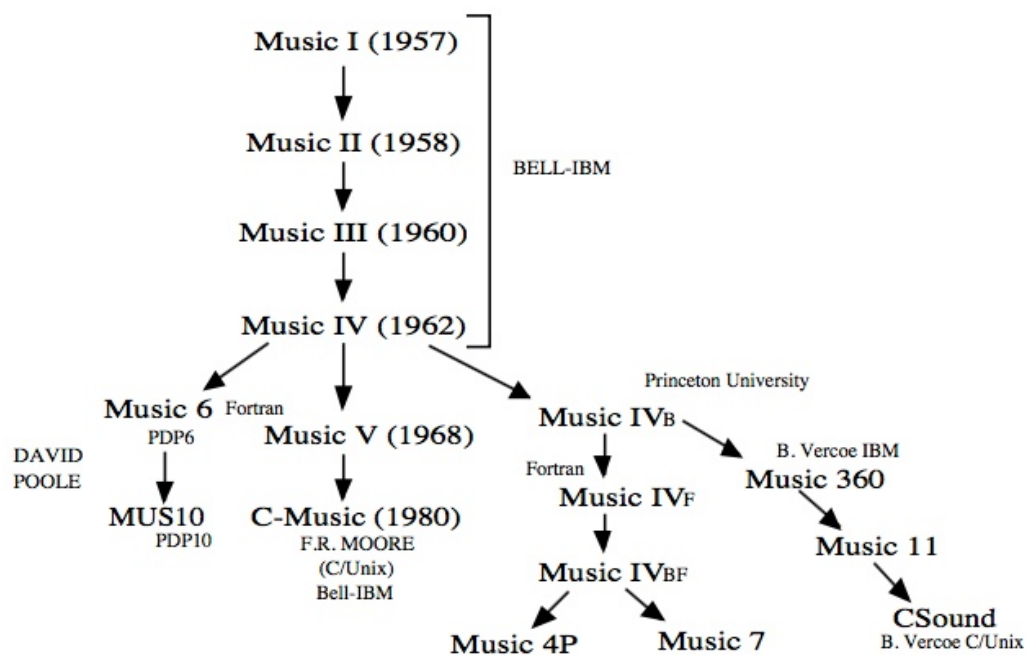 Music I (1957)
Music II (1958)
BELL-IBM
Music III (1960)
Music IV (1962)
Princeton University
Music 6 Fortran
PDP6
Music IVB
Music V (1968)
DAVID
POOLE
B. Vercoe IBM
Fortran
Music 360
Music IVF
MUS10
PDP10
C-Music (1980)
F.R. MOORE
(C/Unix)
Bell-IBM
Music 11
Music IVBF
CSound
B. Vercoe C/Unix
Music 4P
Music 7